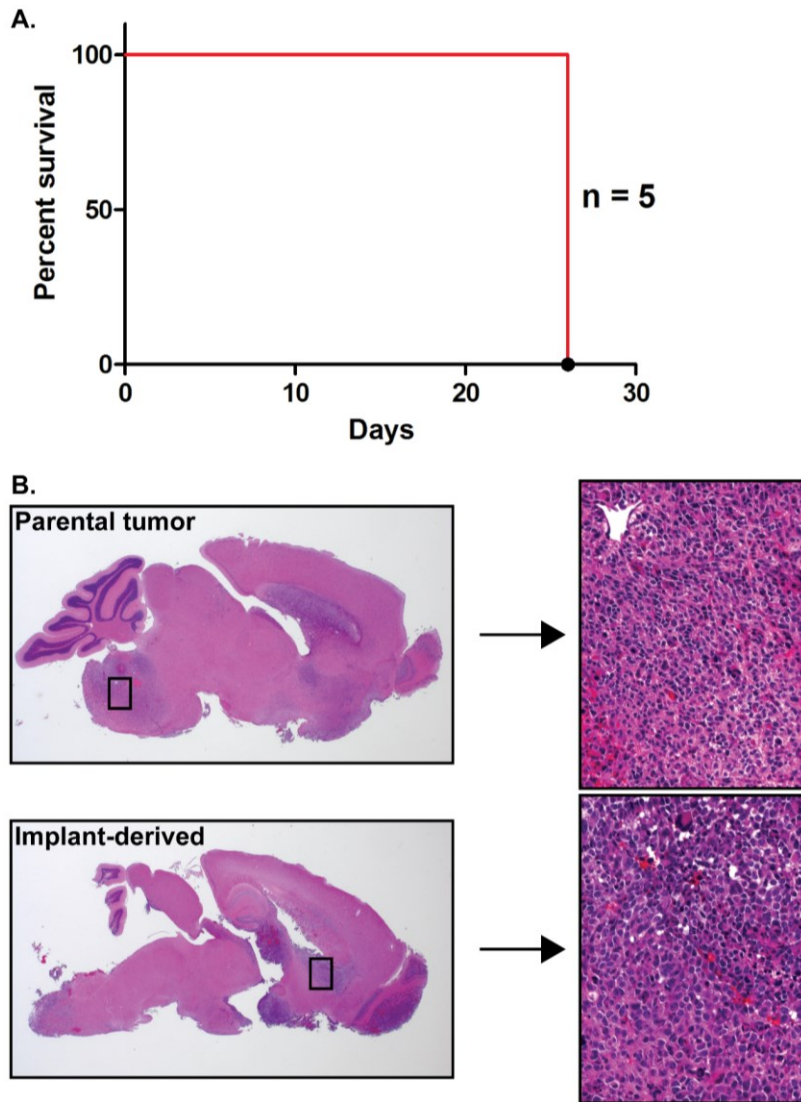 A.
100
50
0
Percent survival
n = 5
0 10 20 30
Days
B.
Parental tumor
Implant-derived